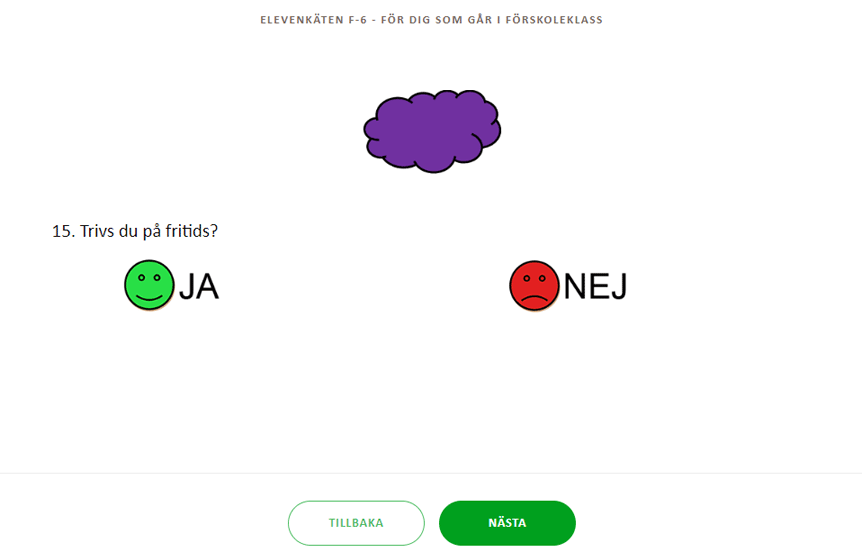 ELEVENKÄTEN F-6 - FÖR DIG SOM GÅR I FÖRSKOLEKLASS
15. Trivs du på fritids?
JA
NEJ
TILLBAKA
NÄSTA